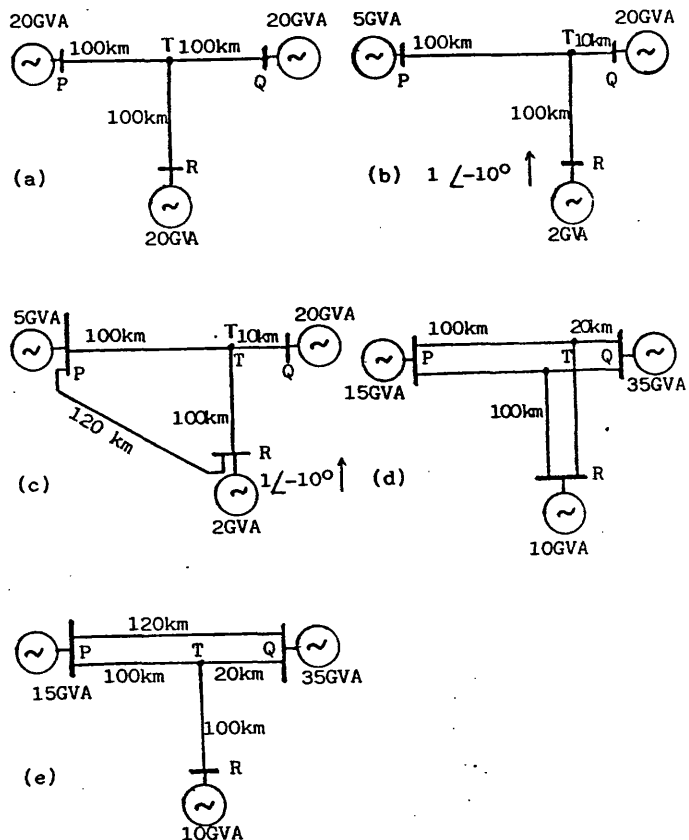 20GVA
100km T 100km
20GVA
P
Q
100km
R
(a)
20GVA
5GVA
100km
T 10km
20GVA
P
Q
100km
R
(b) 1 ∠-10°
2GVA
5GVA
100km
T 10km
20GVA
P
T
Q
120 km
100km
R
(c)
1∠-10°
2GVA
15GVA
100km
20km
P
T
Q
35GVA
100km
R
(d)
10GVA
120km
P
T
Q
15GVA
100km
20km
35GVA
100km
R
(e)
10GVA